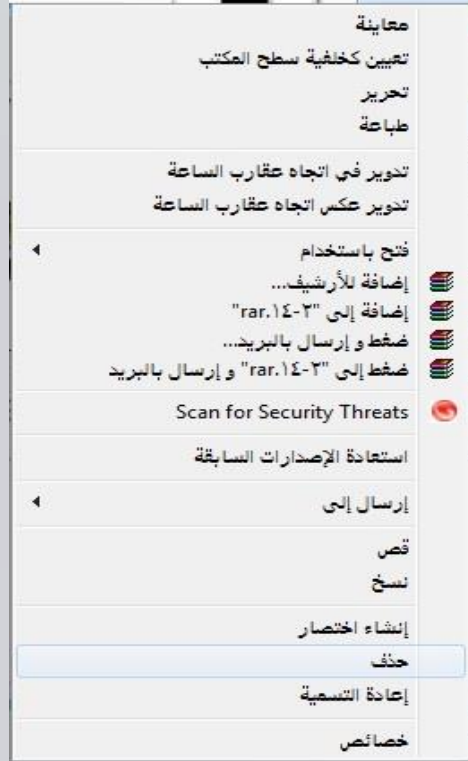 معاينة
تعيين كخلفية سطح المكتب
تحرير
طباعة
تدوير في اتجاه عقارب الساعة
تدوير عكس اتجاه عقارب الساعة
فتح باستخدام
إضافة للأرشيف...
إضافة إلى "٣-١٤.rar"
ضغط و إرسال بالبريد...
ضغط إلى "٣-١٤.rar" و إرسال بالبريد
Scan for Security Threats
استعادة الإصدارات السابقة
إرسال إلى
قص
نسخ
إنشاء اختصار
حذف
إعادة التسمية
خصائص